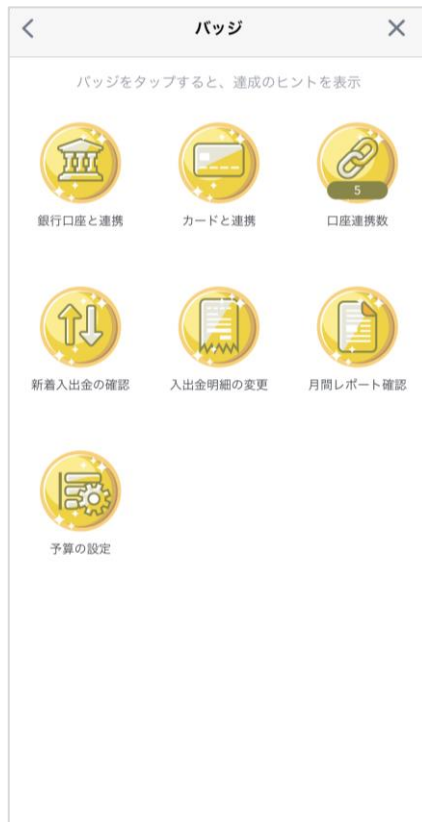 バッジ
バッジをタップすると、達成のヒントを表示
銀行口座と連携
カードと連携
5
口座連携数
新着入出金の確認
入出金明細の変更
月間レポート確認
予算の設定